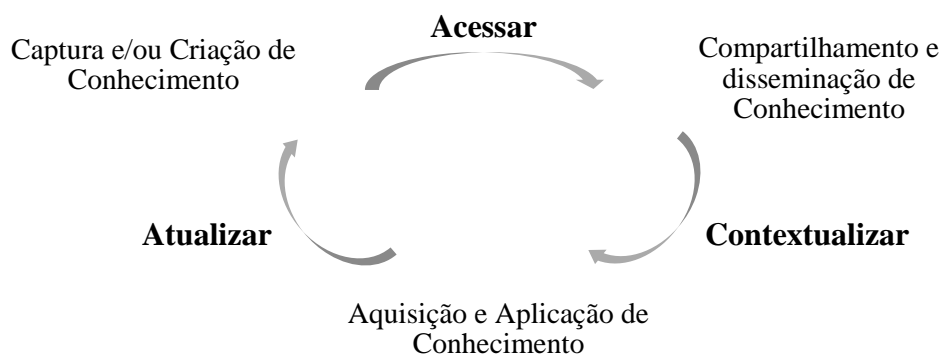 Acessar
Captura e/ou Criação de
Conhecimento
Compartilhamento e
disseminação de
Conhecimento
Atualizar
Contextualizar
Aquisição e Aplicação de
Conhecimento